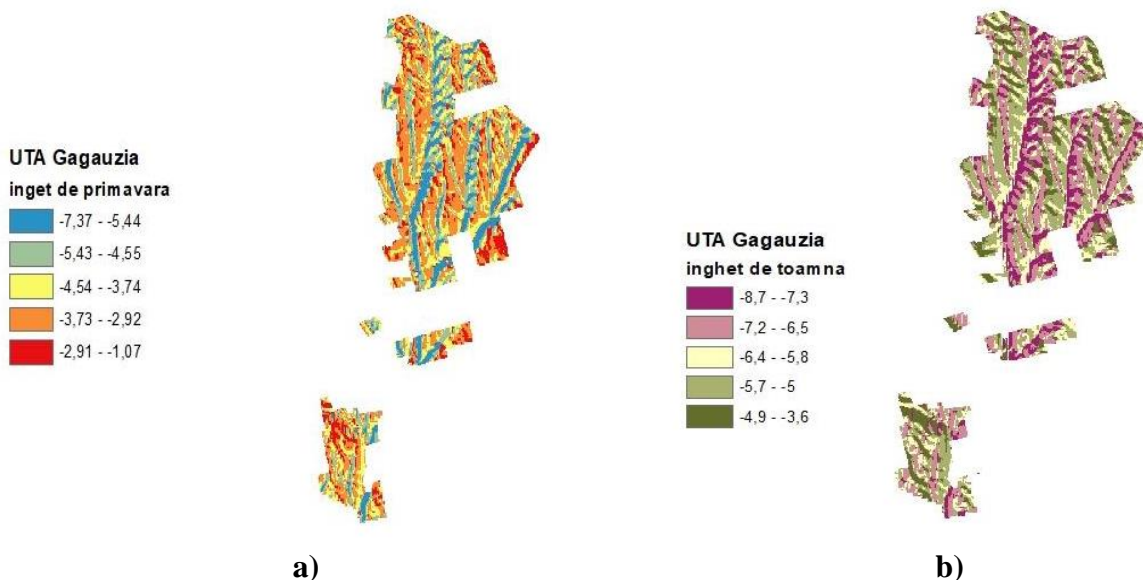 UTA Gagauzia
inget de primavara
-7,37 - -5,44
-5,43 - -4,55
-4,54 - -3,74
-3,73 - -2,92
-2,91 - -1,07
a)
UTA Gagauzia
inghet de toamna
-8,7 - -7,3
-7,2 - -6,5
-6,4 - -5,8
-5,7 - -5
-4,9 - -3,6
b)